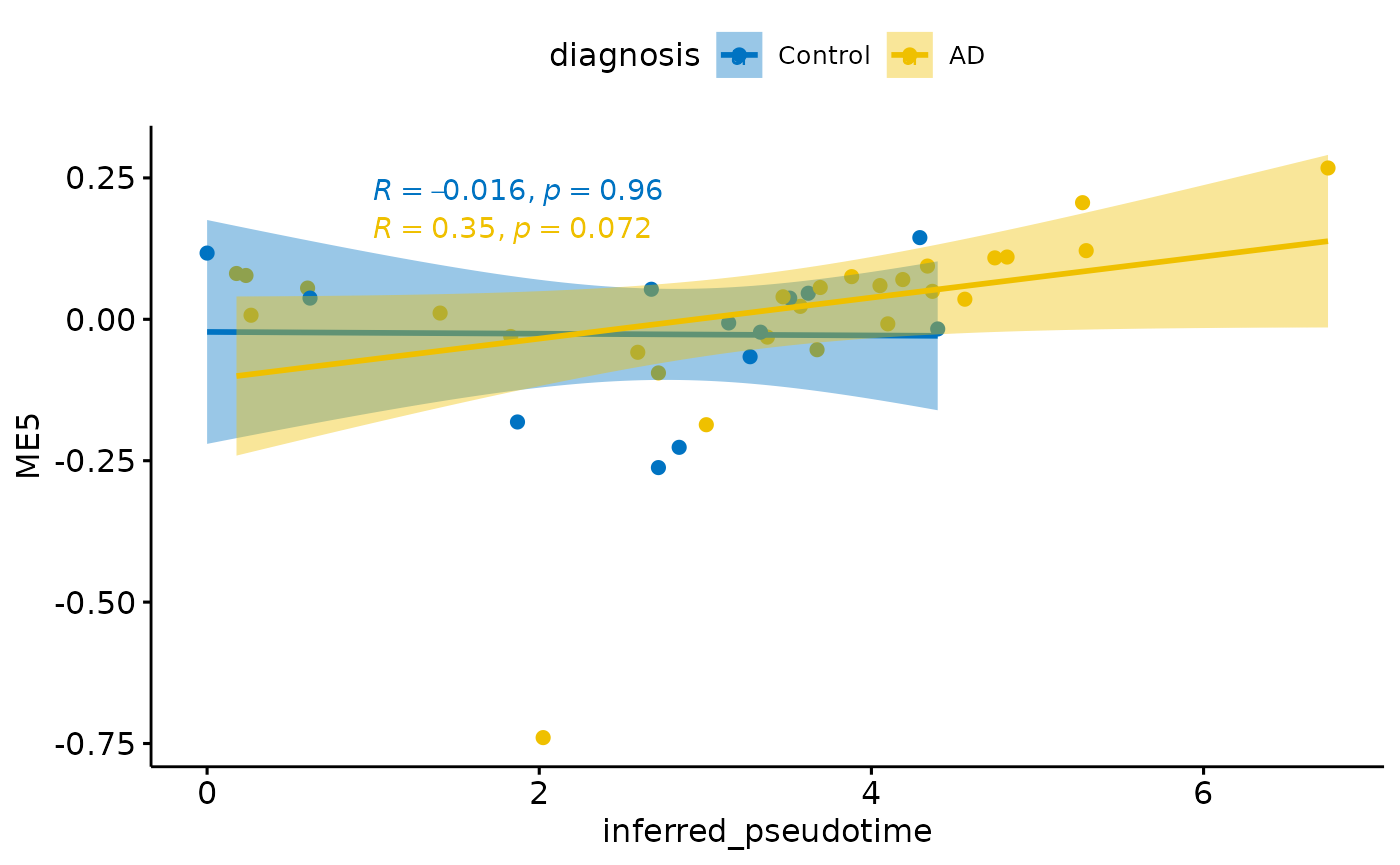 diagnosis Control AD
R = –0.016, p = 0.96
R = 0.35, p = 0.072
0.25
0.00
-0.25
-0.50
-0.75
ME5
0 2 4 6
inferred_pseudotime